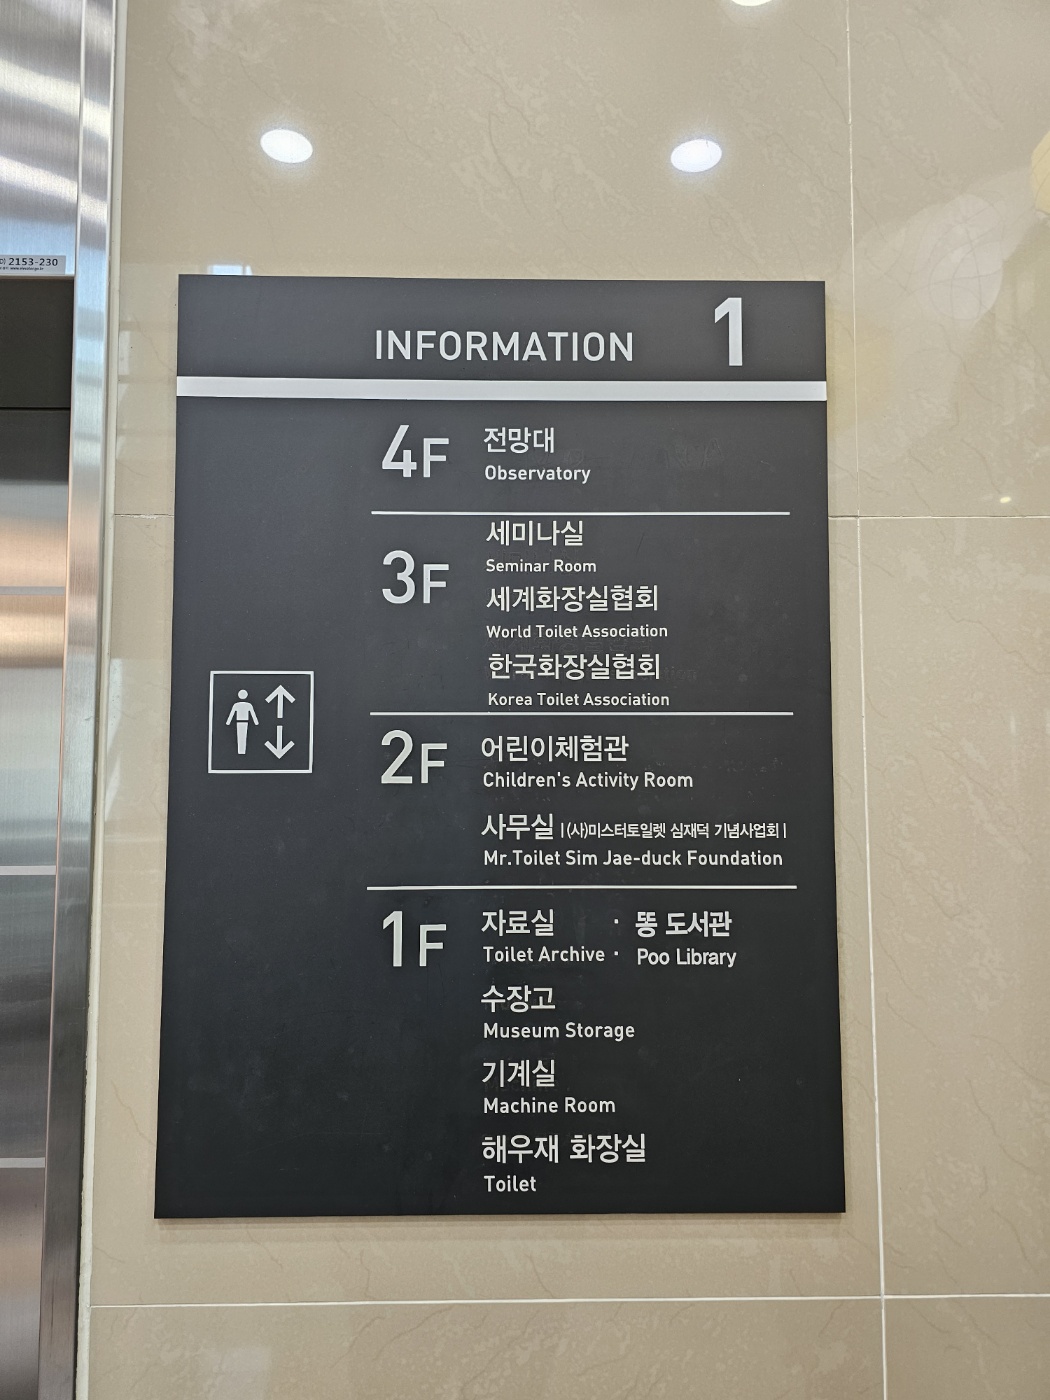 2153-230
INFORMATION 1
4F 전망대
Observatory
세미나실
3F Seminar Room
세계화장실협회
World Toilet Association
한국화장실협회
Korea Toilet Association
2F 어린이체험관
Children's Activity Room
사무실 |(사)미스터토일렛 심재덕 기념사업회|
Mr.Toilet Sim Jae-duck Foundation
1F 자료실 · 똥 도서관
Toilet Archive · Poo Library
수장고
Museum Storage
기계실
Machine Room
해우재 화장실
Toilet